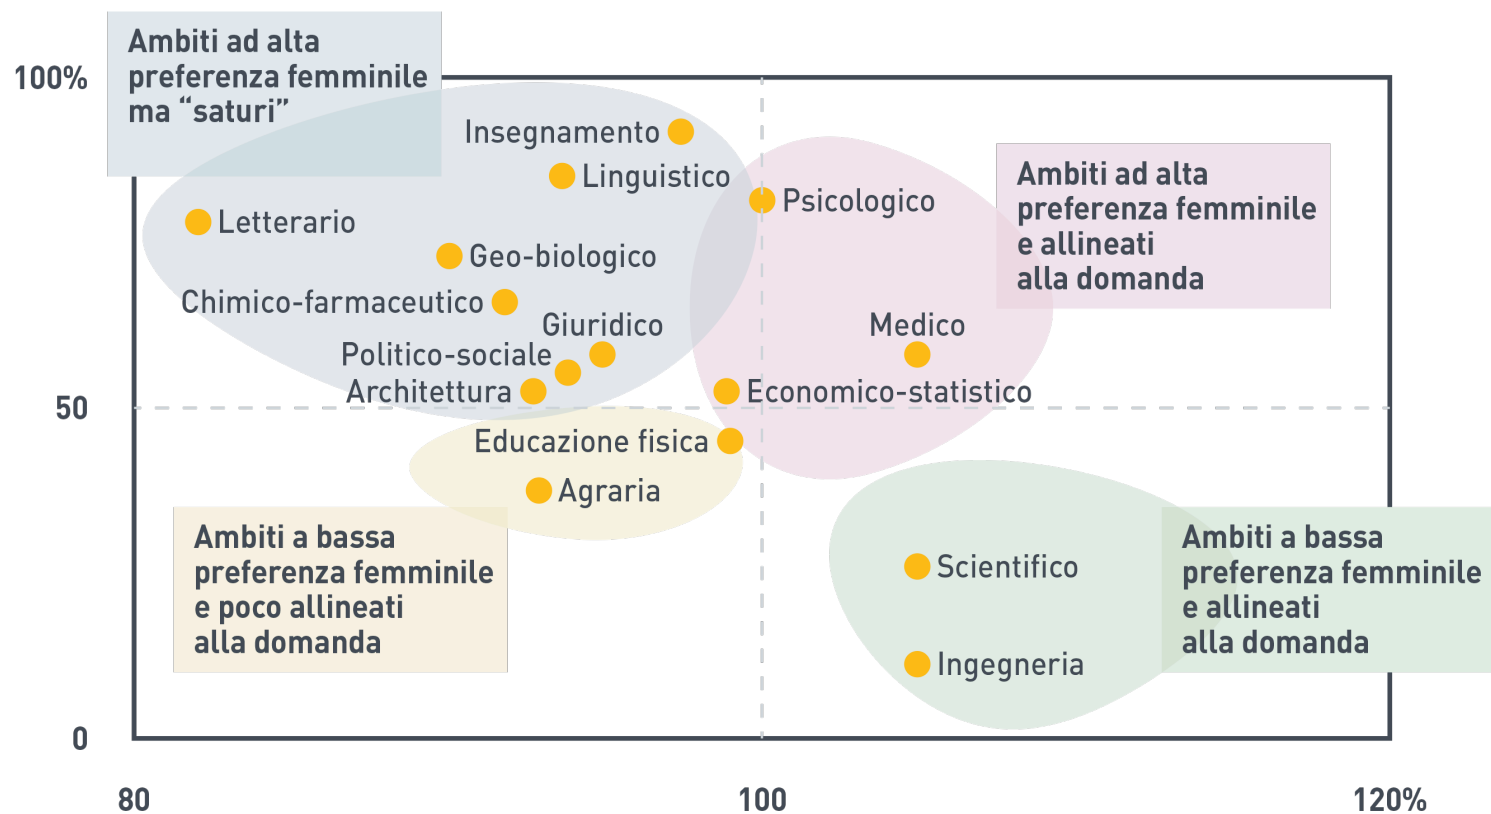 Ambiti ad alta
preferenza femminile
ma “saturi”
100%
Insegnamento
Linguistico
Ambiti ad alta
preferenza femminile
e allineati
alla domanda
Psicologico
Letterario
Geo-biologico
Chimico-farmaceutico
Giuridico
Medico
Politico-sociale
Architettura
Economico-statistico
50
Educazione fisica
Agraria
Ambiti a bassa
preferenza femminile
e poco allineati
alla domanda
Ambiti a bassa
preferenza femminile
e allineati
alla domanda
Scientifico
Ingegneria
0
80
100
120%